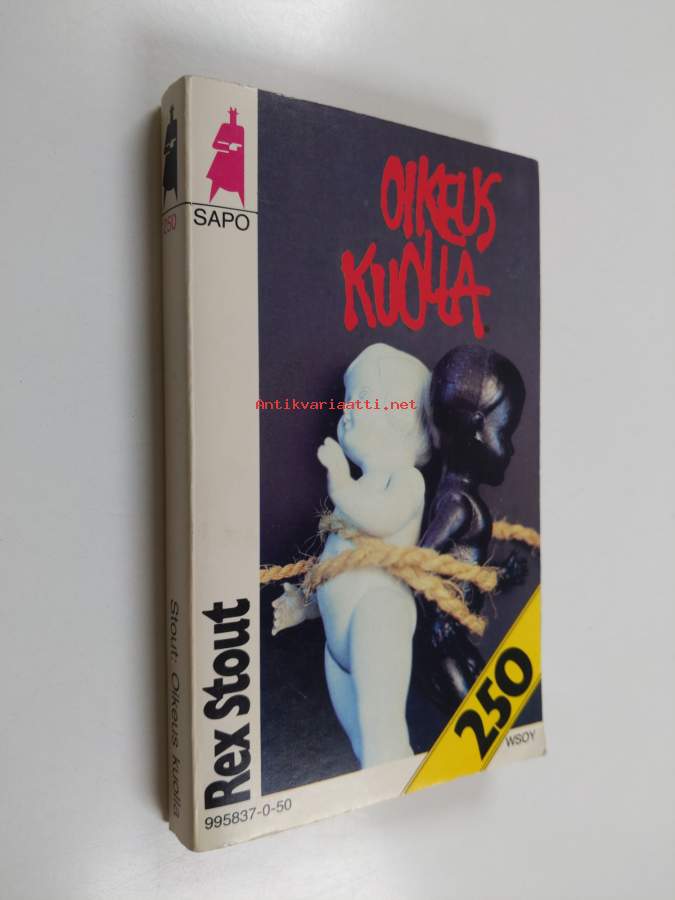 250
SAPO
OIKEUS
KUOLLA
Antikvariaatti.net
Rex Stout
Stout: Oikeus kuolla
250
WSOY
995837-0-50